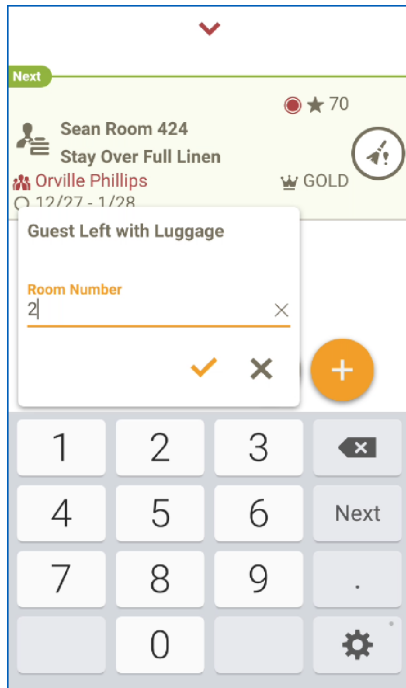 Next
70
Sean Room 424
Stay Over Full Linen
Orville Phillips
GOLD
12/27 - 1/28
Guest Left with Luggage
Room Number
2
1 2 3
4 5 6 Next
7 8 9 .
0